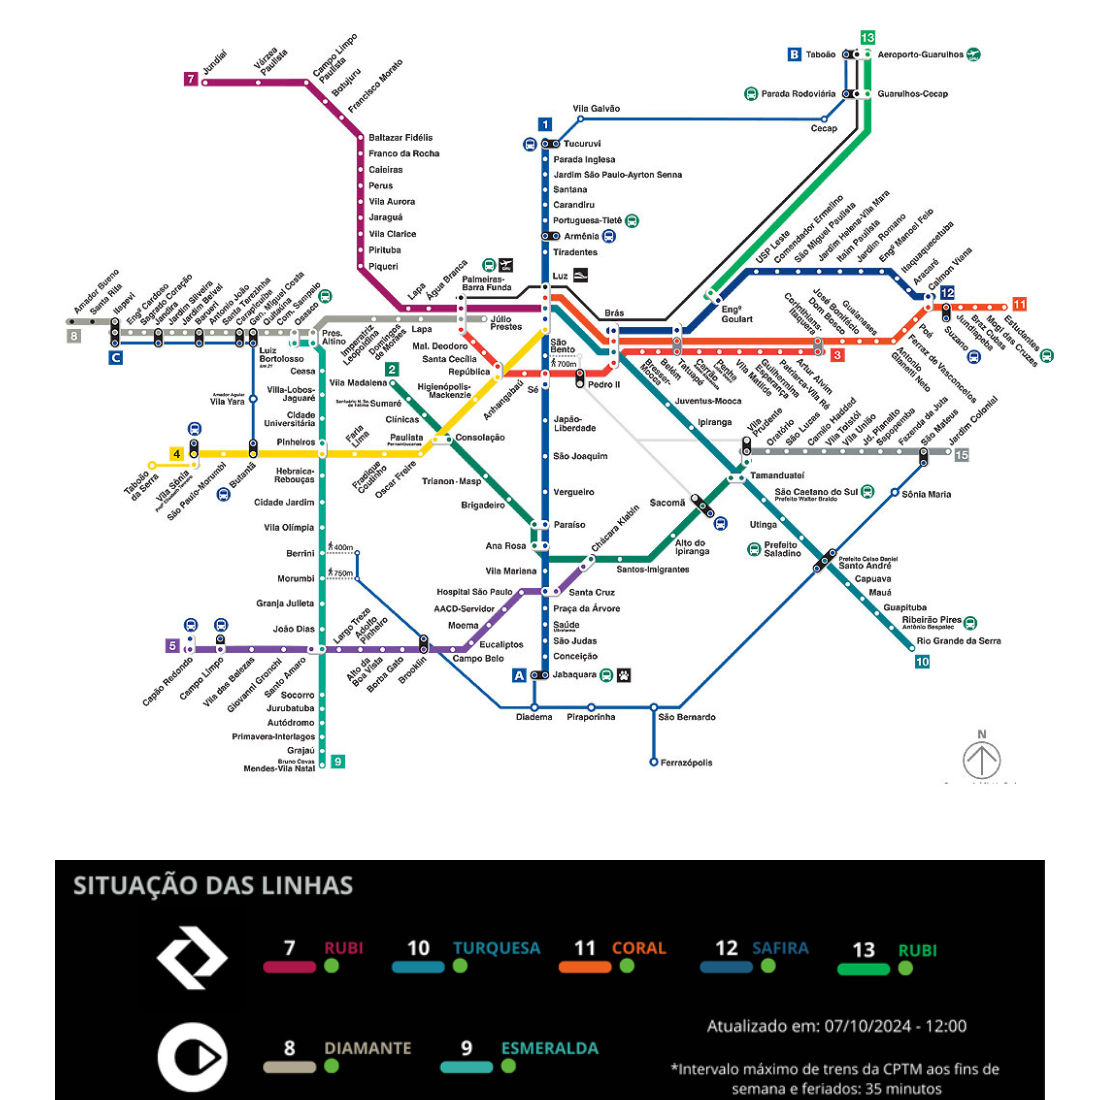 7
Jundiaí
Várzea
Paulista
Campo Limpo
Paulista
Botujuru
Francisco Morato
Baltazar Fidélis
Franco da Rocha
Caieiras
Perus
Vila Aurora
Jaraguá
Vila Clarice
Pirituba
Piqueri
Lapa
Água Branca
Palmeiras-
Barra Funda
B
Taboão
13
Aeroporto-Guarulhos
Parada Rodoviária
Guarulhos-Cecap
Vila Galvão
Cecap
1
Tucuruvi
Parada Inglesa
Jardim São Paulo-Ayrton Senna
Santana
Carandiru
Portuguesa-Tietê
Armênia
Tiradentes
Luz
USP Leste
Comendador Ermelino
São Miguel Paulista
Jardim Helena-Vila Mara
Itaim Paulista
Jardim Romano
Engº Manoel Feio
Itaquaquecetuba
Aracaré
Calmon Viana
12
11
Engº
Goulart
Brás
Amador Bueno
Santa Rita
Itapevi
Engº Cardoso
Sagrado Coração
Jandira
Jardim Silveira
Jardim Belval
Barueri
Antonio João
Santa Terezinha
Carapicuíba
Gen. Miguel Costa
Quitaúna
Com. Sampaio
Osasco
8
C
Pres.
Altino
Imperatriz
Leopoldina
Domingos
de Moraes
Lapa
Júlio
Prestes
Mal. Deodoro
Santa Cecília
República
Higienópolis-
Mackenzie
Anhangabaú
São
Bento
700m
Sé
Pedro II
Bresser-
Mooca
Belém
Tatuapé
Carrão
Penha
Vila Matilde
Guilhermina
Esperança
Patriarca-Vila Ré
Artur Alvim
Corinthians-
Itaquera
Dom Bosco
José Bonifácio
Guaianases
3
Antonio
Gianetti Neto
Ferraz de Vasconcelos
Poá
Suzano
Jundiapeba
Braz Cubas
Mogi das Cruzes
Estudantes
Luiz
Bortolosso
km 21
Ceasa
Villa-Lobos-
Jaguaré
Cidade
Universitária
Pinheiros
Hebraica-
Rebouças
Cidade Jardim
Vila Olímpia
Berrini
400m
Morumbi
750m
Granja Julieta
João Dias
Amador Aguiar
Vila Yara
4
Taboão
da Serra
Vila Sônia
São Paulo-Morumbi
Butantã
Faria
Lima
Fradique
Coutinho
Oscar Freire
Paulista
Pernambucanas
2
Vila Madalena
Sumaré
Clínicas
Consolação
Trianon-Masp
Brigadeiro
Paraíso
Ana Rosa
Vila Mariana
Japão-
Liberdade
São Joaquim
Vergueiro
Chácara Klabin
Santos-Imigrantes
Alto do
Ipiranga
Sacomã
Tamanduateí
Juventus-Mooca
Ipiranga
Vila
Prudente
Oratório
São Lucas
Camilo Haddad
Vila Tolstói
Vila União
Jd. Planalto
Sapopemba
Fazenda da Juta
São Mateus
Jardim Colonial
15
São Caetano do Sul
Prefeito Walter Braido
Sônia Maria
Utinga
Prefeito
Saladino
Prefeito Celso Daniel
Santo André
Capuava
Mauá
Guapituba
Ribeirão Pires
Antônio Bespalec
Rio Grande da Serra
10
5
Capão Redondo
Campo Limpo
Vila das Belezas
Giovanni Gronchi
Santo Amaro
Largo Treze
Adolfo
Pinheiro
Alto da
Boa Vista
Borba Gato
Brooklin
Campo Belo
Eucaliptos
Moema
AACD-Servidor
Hospital São Paulo
Santa Cruz
Praça da Árvore
Saúde
Ultrafarma
São Judas
Conceição
A
Jabaquara
Socorro
Jurubatuba
Autódromo
Primavera-Interlagos
Grajaú
Bruno Covas
Mendes-Vila Natal
9
Diadema
Piraporinha
São Bernardo
Ferrazópolis
N
SITUAÇÃO DAS LINHAS
7 RUBI
10 TURQUESA
11 CORAL
12 SAFIRA
13 RUBI
8 DIAMANTE
9 ESMERALDA
Atualizado em: 07/10/2024 - 12:00
*Intervalo máximo de trens da CPTM aos fins de
semana e feriados: 35 minutos